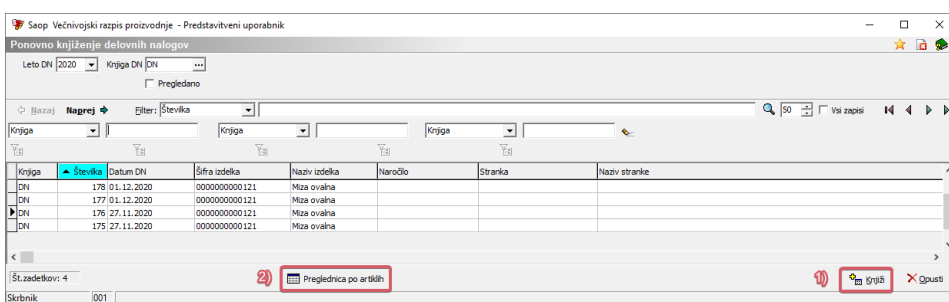 Saop Večnivojski razpis proizvodnje - Predstavitveni uporabnik
Ponovno knjiženje delovnih nalogov
Leto DN 2020 Knjiga DN DN ...
Pregledano
Nazaj Naprej Filter: Številka 50 Vsi zapisi
Knjiga Knjiga Knjiga
Knjiga Številka Datum DN Šifra izdelka Naziv izdelka Naročilo Stranka Naziv stranke
DN 178 01.12.2020 0000000000121 Miza ovalna
DN 177 01.12.2020 0000000000121 Miza ovalna
DN 176 27.11.2020 0000000000121 Miza ovalna
DN 175 27.11.2020 0000000000121 Miza ovalna
Št.zadetkov: 4 2) Preglednica po artiklih 1) Knjiži Opusti
Skrbnik 001